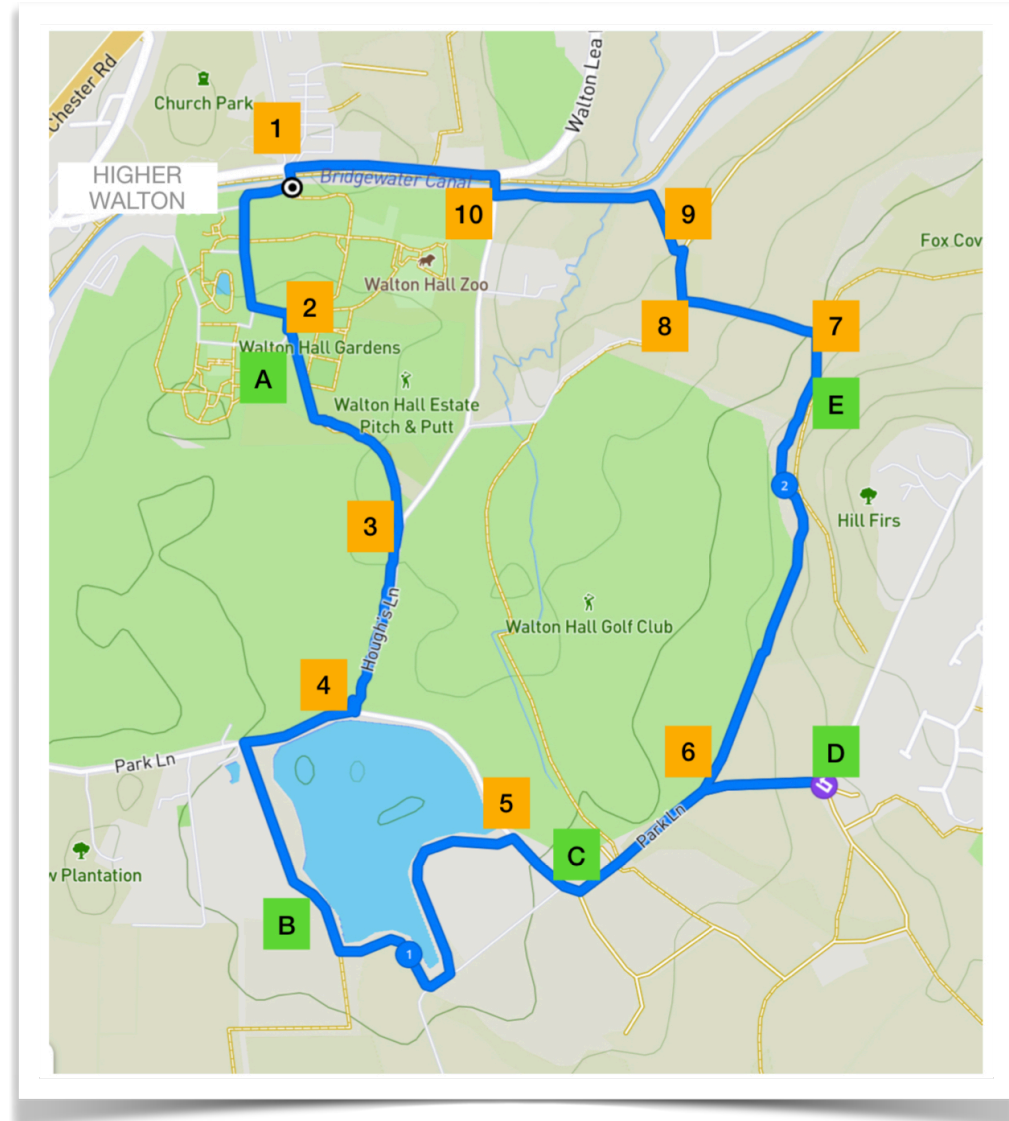 Chester Rd
Church Park
1
Walton Lea
HIGHER
WALTON
Bridgewater Canal
10
9
Fox Cov
Walton Hall Zoo
2
8
7
Walton Hall Gardens
A
Walton Hall Estate
Pitch & Putt
E
2
3
Hill Firs
Hough's Ln
Walton Hall Golf Club
4
6
D
Park Ln
5
Park Ln
C
w Plantation
B
1